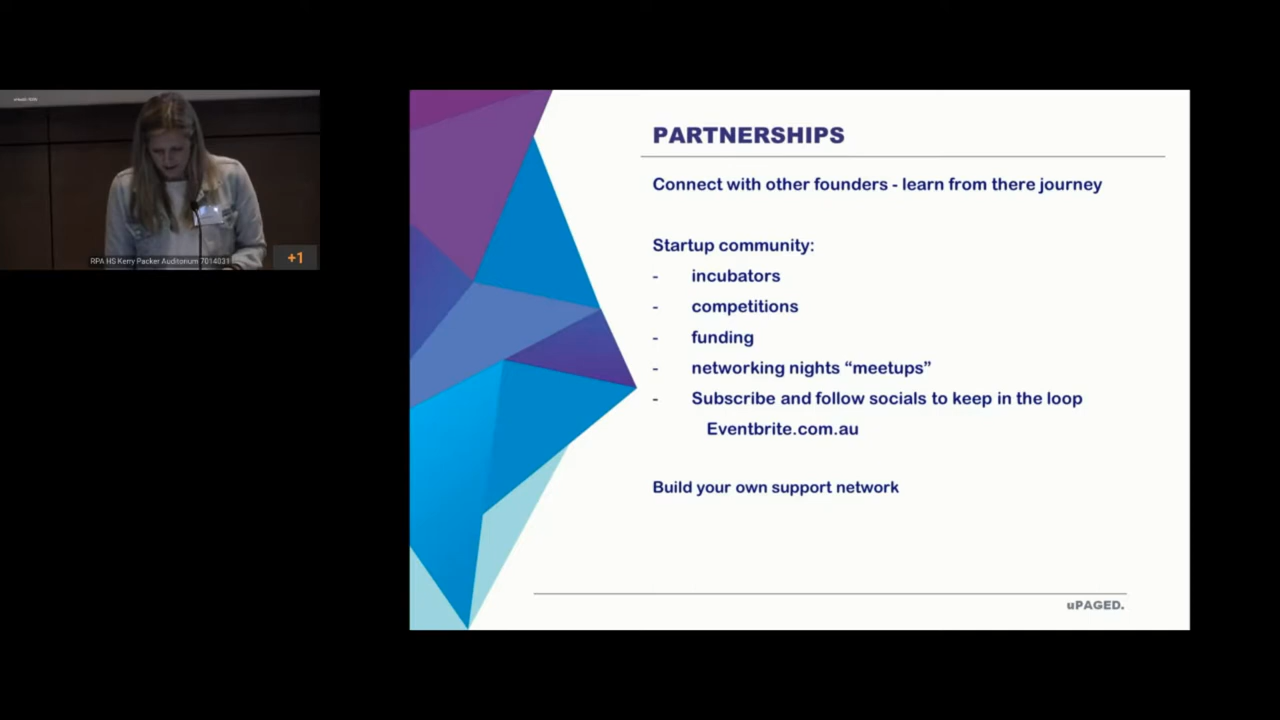 RPA HS Kerry Packer Auditorium 7014031
+1
PARTNERSHIPS
Connect with other founders - learn from there journey
Startup community:
- incubators
- competitions
- funding
- networking nights “meetups”
- Subscribe and follow socials to keep in the loop
Eventbrite.com.au
Build your own support network
uPAGED.